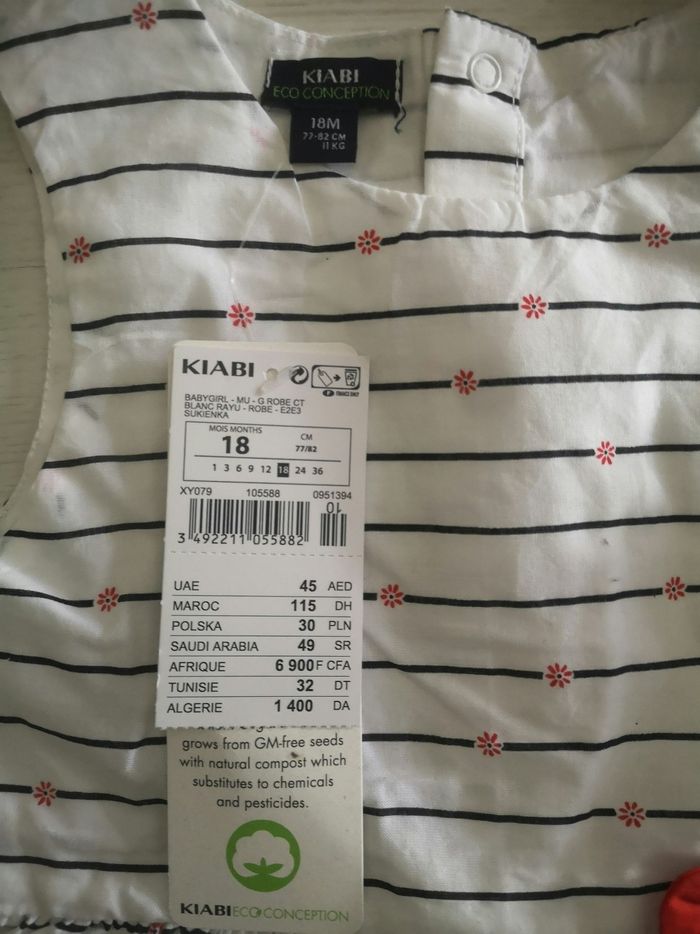 KIABI
ECO CONCEPTION
18M
77-82 CM
11 KG
KIABI
BABYGIRL - MU - G ROBE CT
BLANC RAYU - ROBE - E2E3
SUKIENKA
MOIS MONTHS
18
CM
77/82
1 3 6 9 12 18 24 36
XY079 105588 0951394
10
3 492211 055882
UAE 45 AED
MAROC 115 DH
POLSKA 30 PLN
SAUDI ARABIA 49 SR
AFRIQUE 6 900 F CFA
TUNISIE 32 DT
ALGERIE 1 400 DA
grows from GM-free seeds
with natural compost which
substitutes to chemicals
and pesticides.
KIABI ECO CONCEPTION